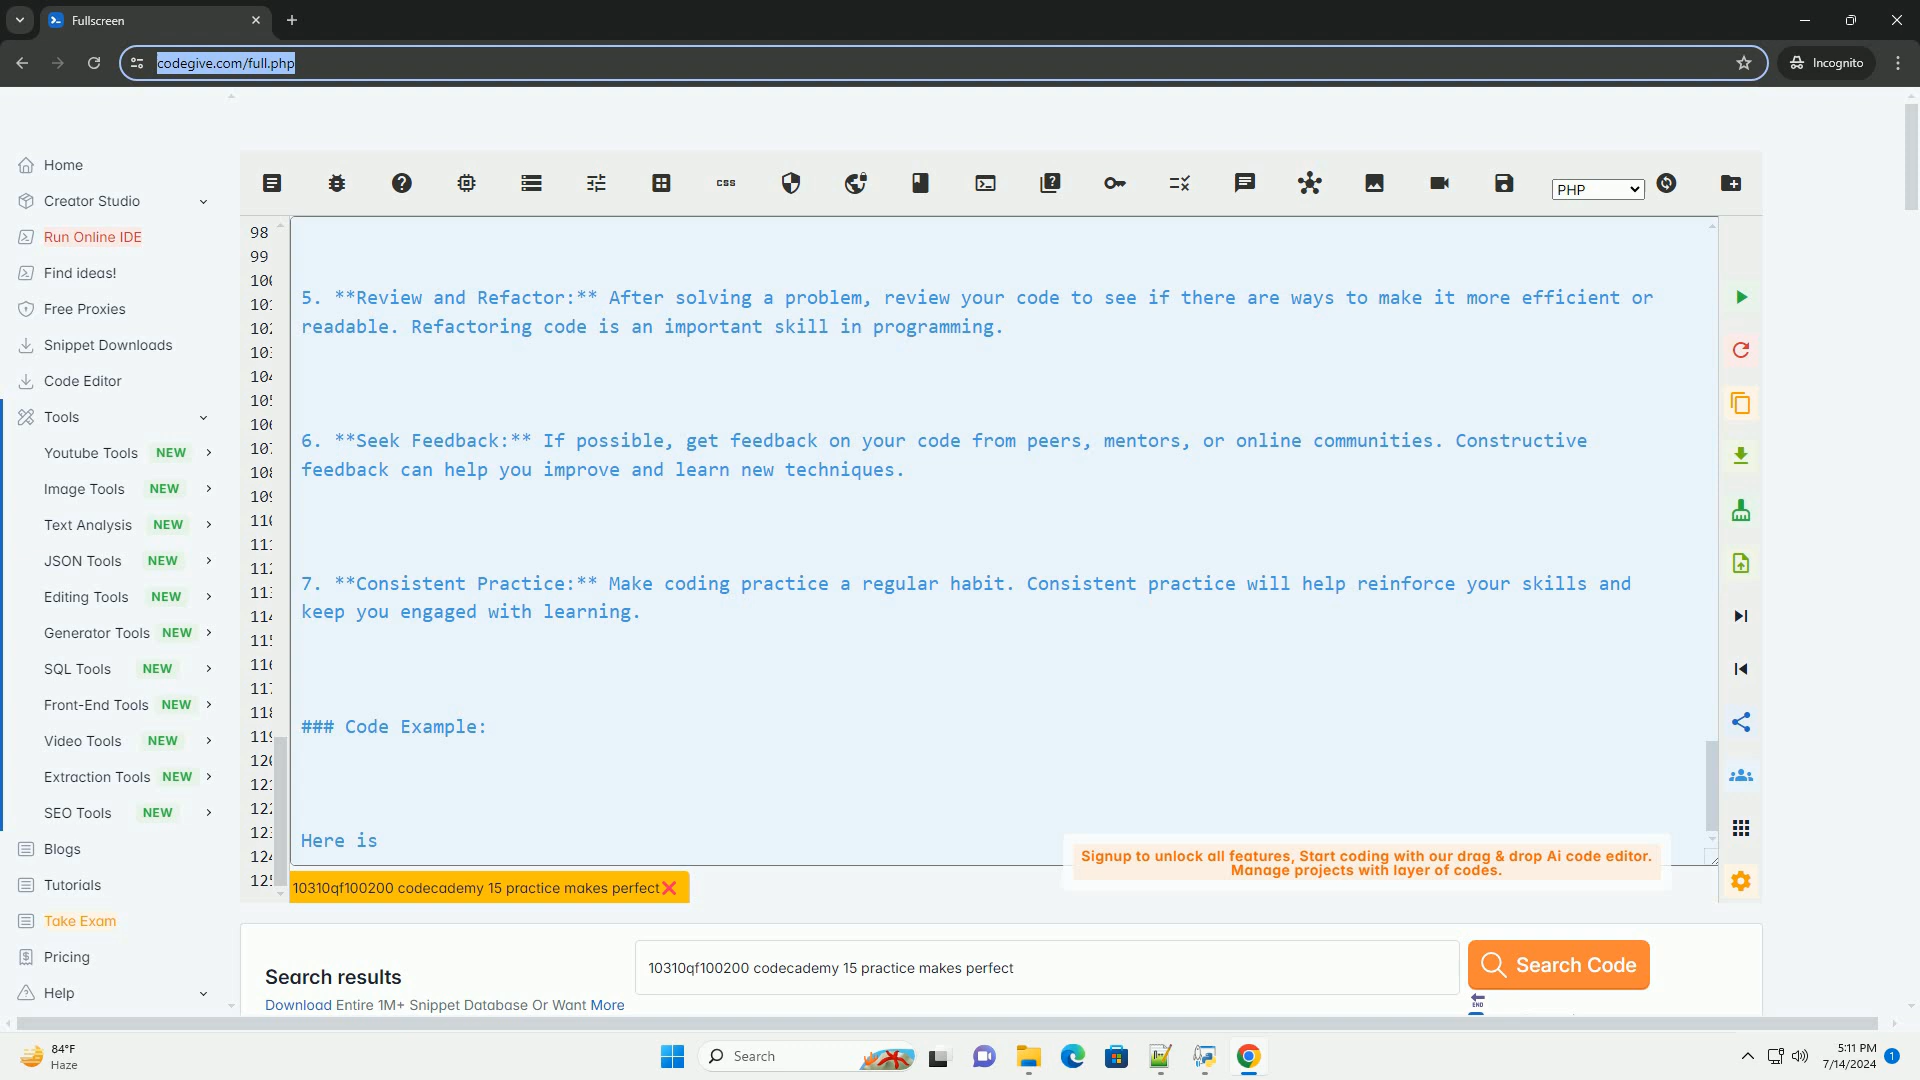 Fullscreen
codegive.com/full.php
Incognito
Home
Creator Studio
Run Online IDE
Find ideas!
Free Proxies
Snippet Downloads
Code Editor
Tools
Youtube Tools NEW
Image Tools NEW
Text Analysis NEW
JSON Tools NEW
Editing Tools NEW
Generator Tools NEW
SQL Tools NEW
Front-End Tools NEW
Video Tools NEW
Extraction Tools NEW
SEO Tools NEW
Blogs
Tutorials
Take Exam
Pricing
Help
css
PHP
98
99
5. **Review and Refactor:** After solving a problem, review your code to see if there are ways to make it more efficient or
readable. Refactoring code is an important skill in programming.
6. **Seek Feedback:** If possible, get feedback on your code from peers, mentors, or online communities. Constructive
feedback can help you improve and learn new techniques.
7. **Consistent Practice:** Make coding practice a regular habit. Consistent practice will help reinforce your skills and
keep you engaged with learning.
### Code Example:
Here is
Signup to unlock all features, Start coding with our drag & drop Ai code editor.
Manage projects with layer of codes.
10310qf100200 codecademy 15 practice makes perfect
Search results
10310qf100200 codecademy 15 practice makes perfect
Search Code
Download Entire 1M+ Snippet Database Or Want More
END
84°F
Haze
Search
5:11 PM
7/14/2024
1